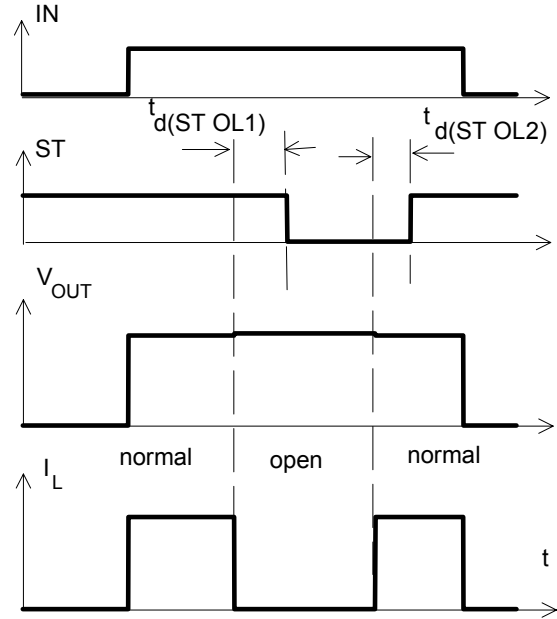 IN
t d(ST OL1)
t d(ST OL2)
ST
V OUT
normal open normal
I L
t